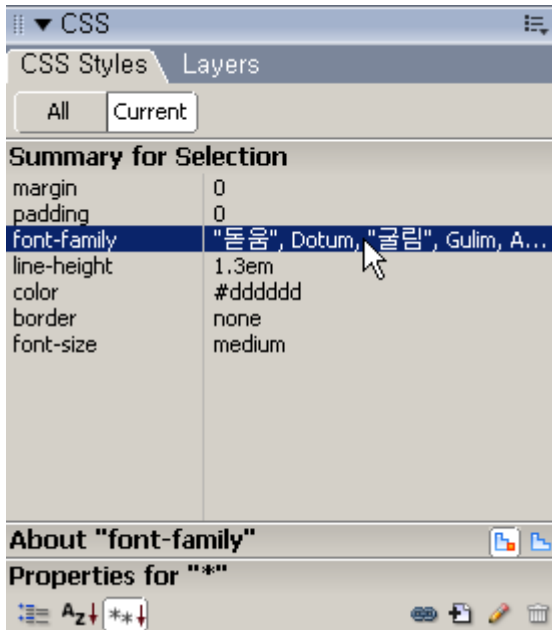 CSS
CSS Styles Layers
All Current
Summary for Selection
margin 0
padding 0
font-family "돋움", Dotum, "굴림", Gulim, A...
line-height 1.3em
color #dddddd
border none
font-size medium
About "font-family"
Properties for "*"
Az **